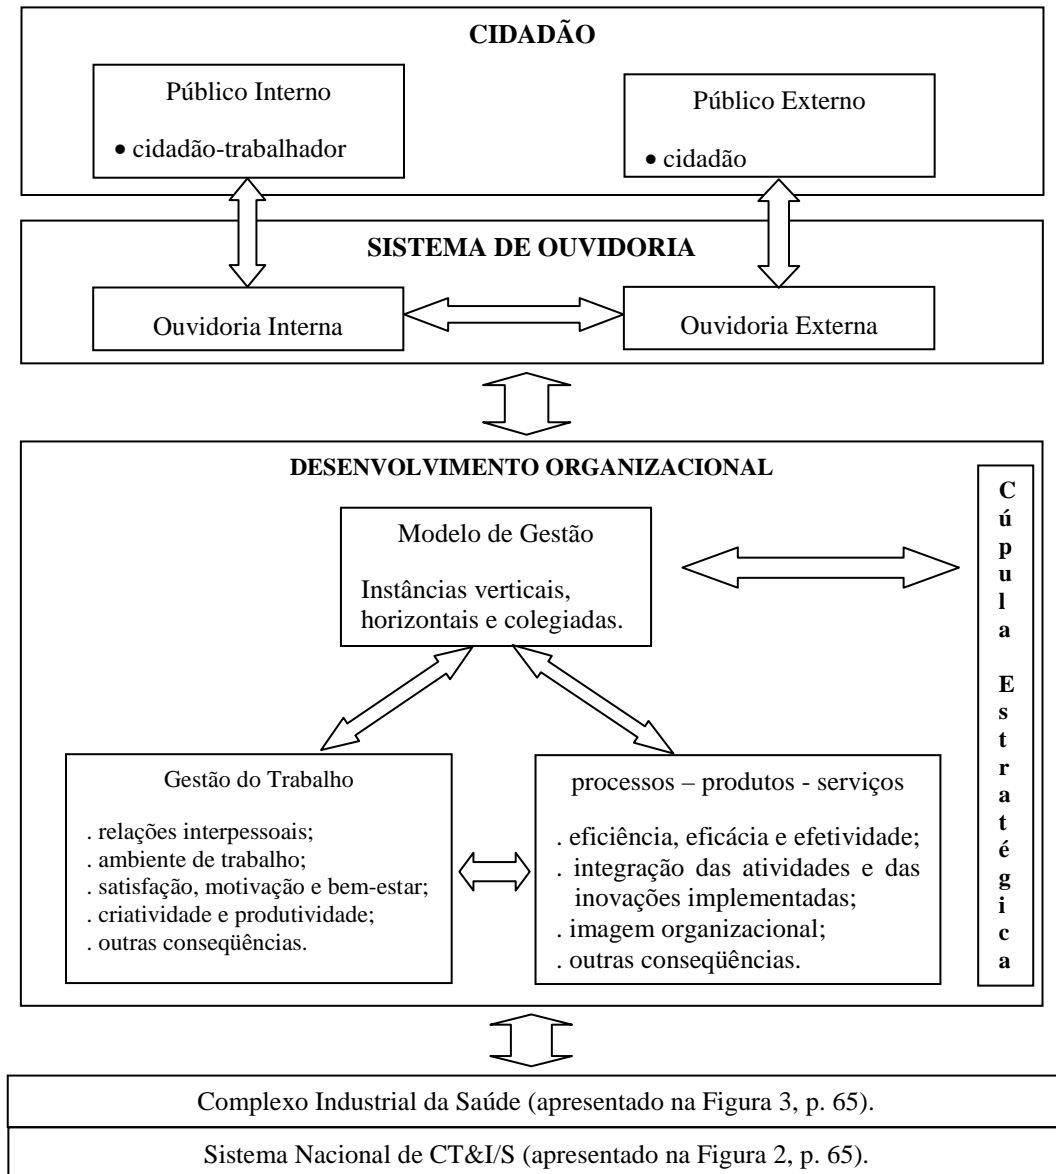 CIDADÃO
Público Interno
• cidadão-trabalhador
Público Externo
• cidadão
SISTEMA DE OUVIDORIA
Ouvidoria Interna
Ouvidoria Externa
DESENVOLVIMENTO ORGANIZACIONAL
Modelo de Gestão
Instâncias verticais,
horizontais e colegiadas.
Cúpula Estratégica
Gestão do Trabalho
. relações interpessoais;
. ambiente de trabalho;
. satisfação, motivação e bem-estar;
. criatividade e produtividade;
. outras conseqüências.
processos – produtos - serviços
. eficiência, eficácia e efetividade;
. integração das atividades e das
inovações implementadas;
. imagem organizacional;
. outras conseqüências.
Complexo Industrial da Saúde (apresentado na Figura 3, p. 65).
Sistema Nacional de CT&I/S (apresentado na Figura 2, p. 65).